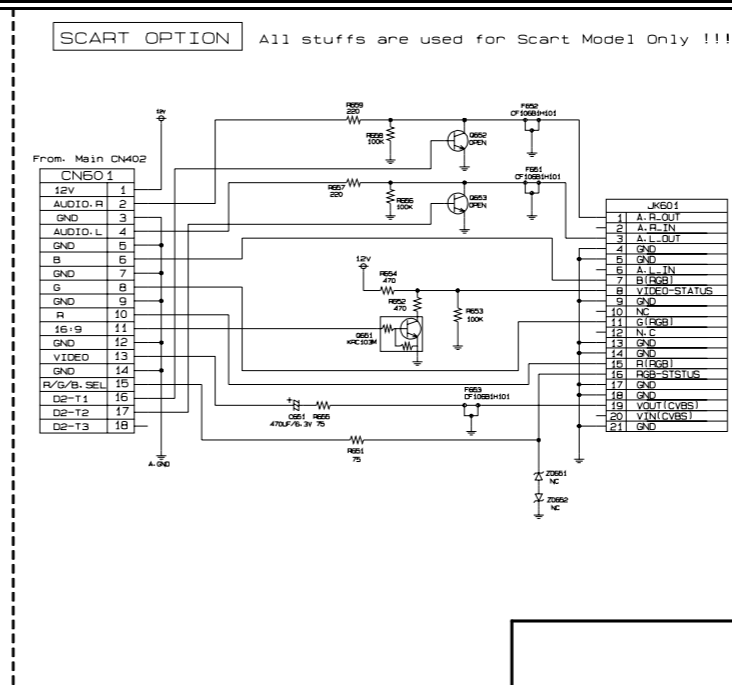 SCART OPTION All stuffs are used for Scart Model Only !!!
From. Main CN402
CN601
12V 1
AUDIO.R 2
GND 3
AUDIO.L 4
GND 5
B 6
GND 7
G 8
GND 9
R 10
16:9 11
GND 12
VIDEO 13
GND 14
R/G/B.SEL 15
D2-T1 16
D2-T2 17
D2-T3 18
A.GND
12V
R659
220
R658
100K
Q652
OPEN
F652
CF106B1H101
R657
220
R656
100K
Q653
OPEN
F651
CF106B1H101
12V
R654
470
R652
470
R653
100K
Q651
KRC103M
C651
470UF/6.3V
R655
75
F653
CF106B1H101
R651
75
ZD651
NC
ZD652
NC
JK601
1 A.R_OUT
2 A.R_IN
3 A.L_OUT
4 GND
5 GND
6 A.L_IN
7 B(RGB)
8 VIDEO-STATUS
9 GND
10 NC
11 G(RGB)
12 N.C
13 GND
14 GND
15 R(RGB)
16 RGB-STSTUS
17 GND
18 GND
19 VOUT(CVBS)
20 VIN(CVBS)
21 GND